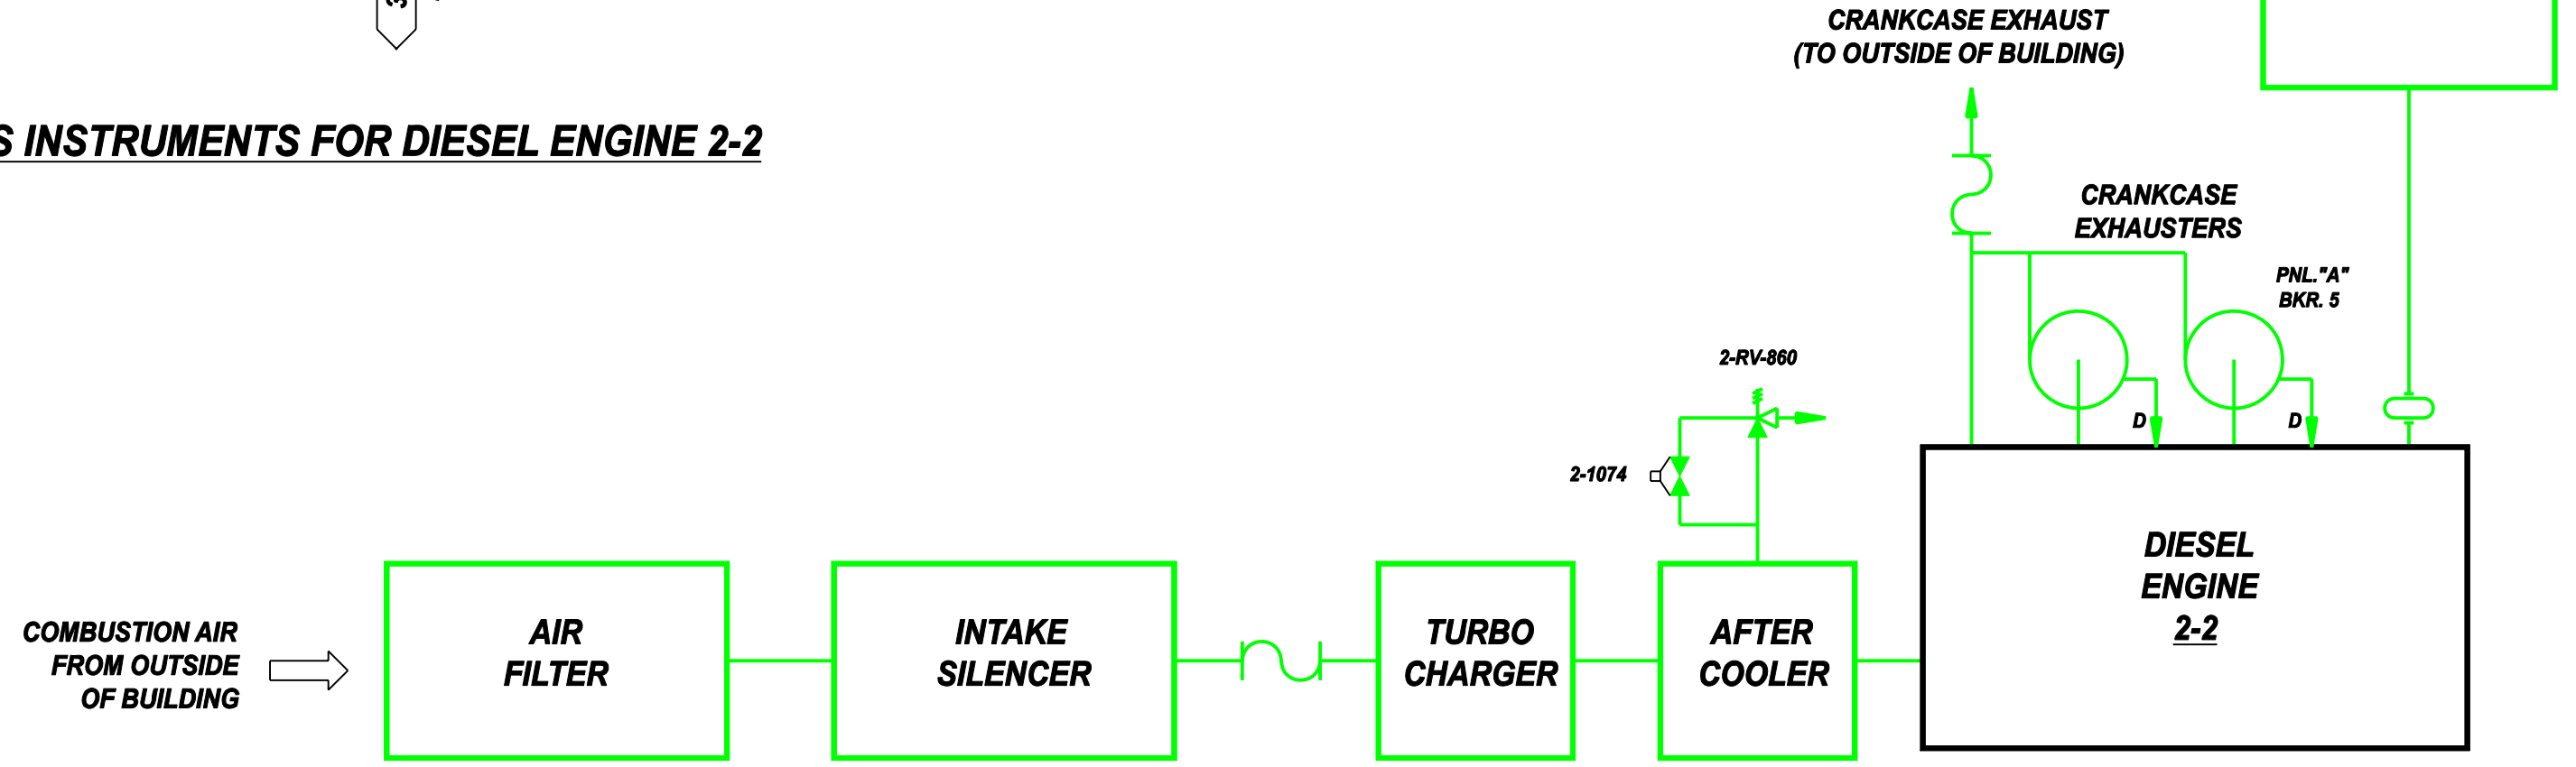 3
CRANKCASE EXHAUST
(TO OUTSIDE OF BUILDING)
S INSTRUMENTS FOR DIESEL ENGINE 2-2
CRANKCASE
EXHAUSTERS
PNL."A"
BKR. 5
2-RV-860
D
D
2-1074
DIESEL
ENGINE
2-2
COMBUSTION AIR
FROM OUTSIDE
OF BUILDING
AIR
FILTER
INTAKE
SILENCER
TURBO
CHARGER
AFTER
COOLER